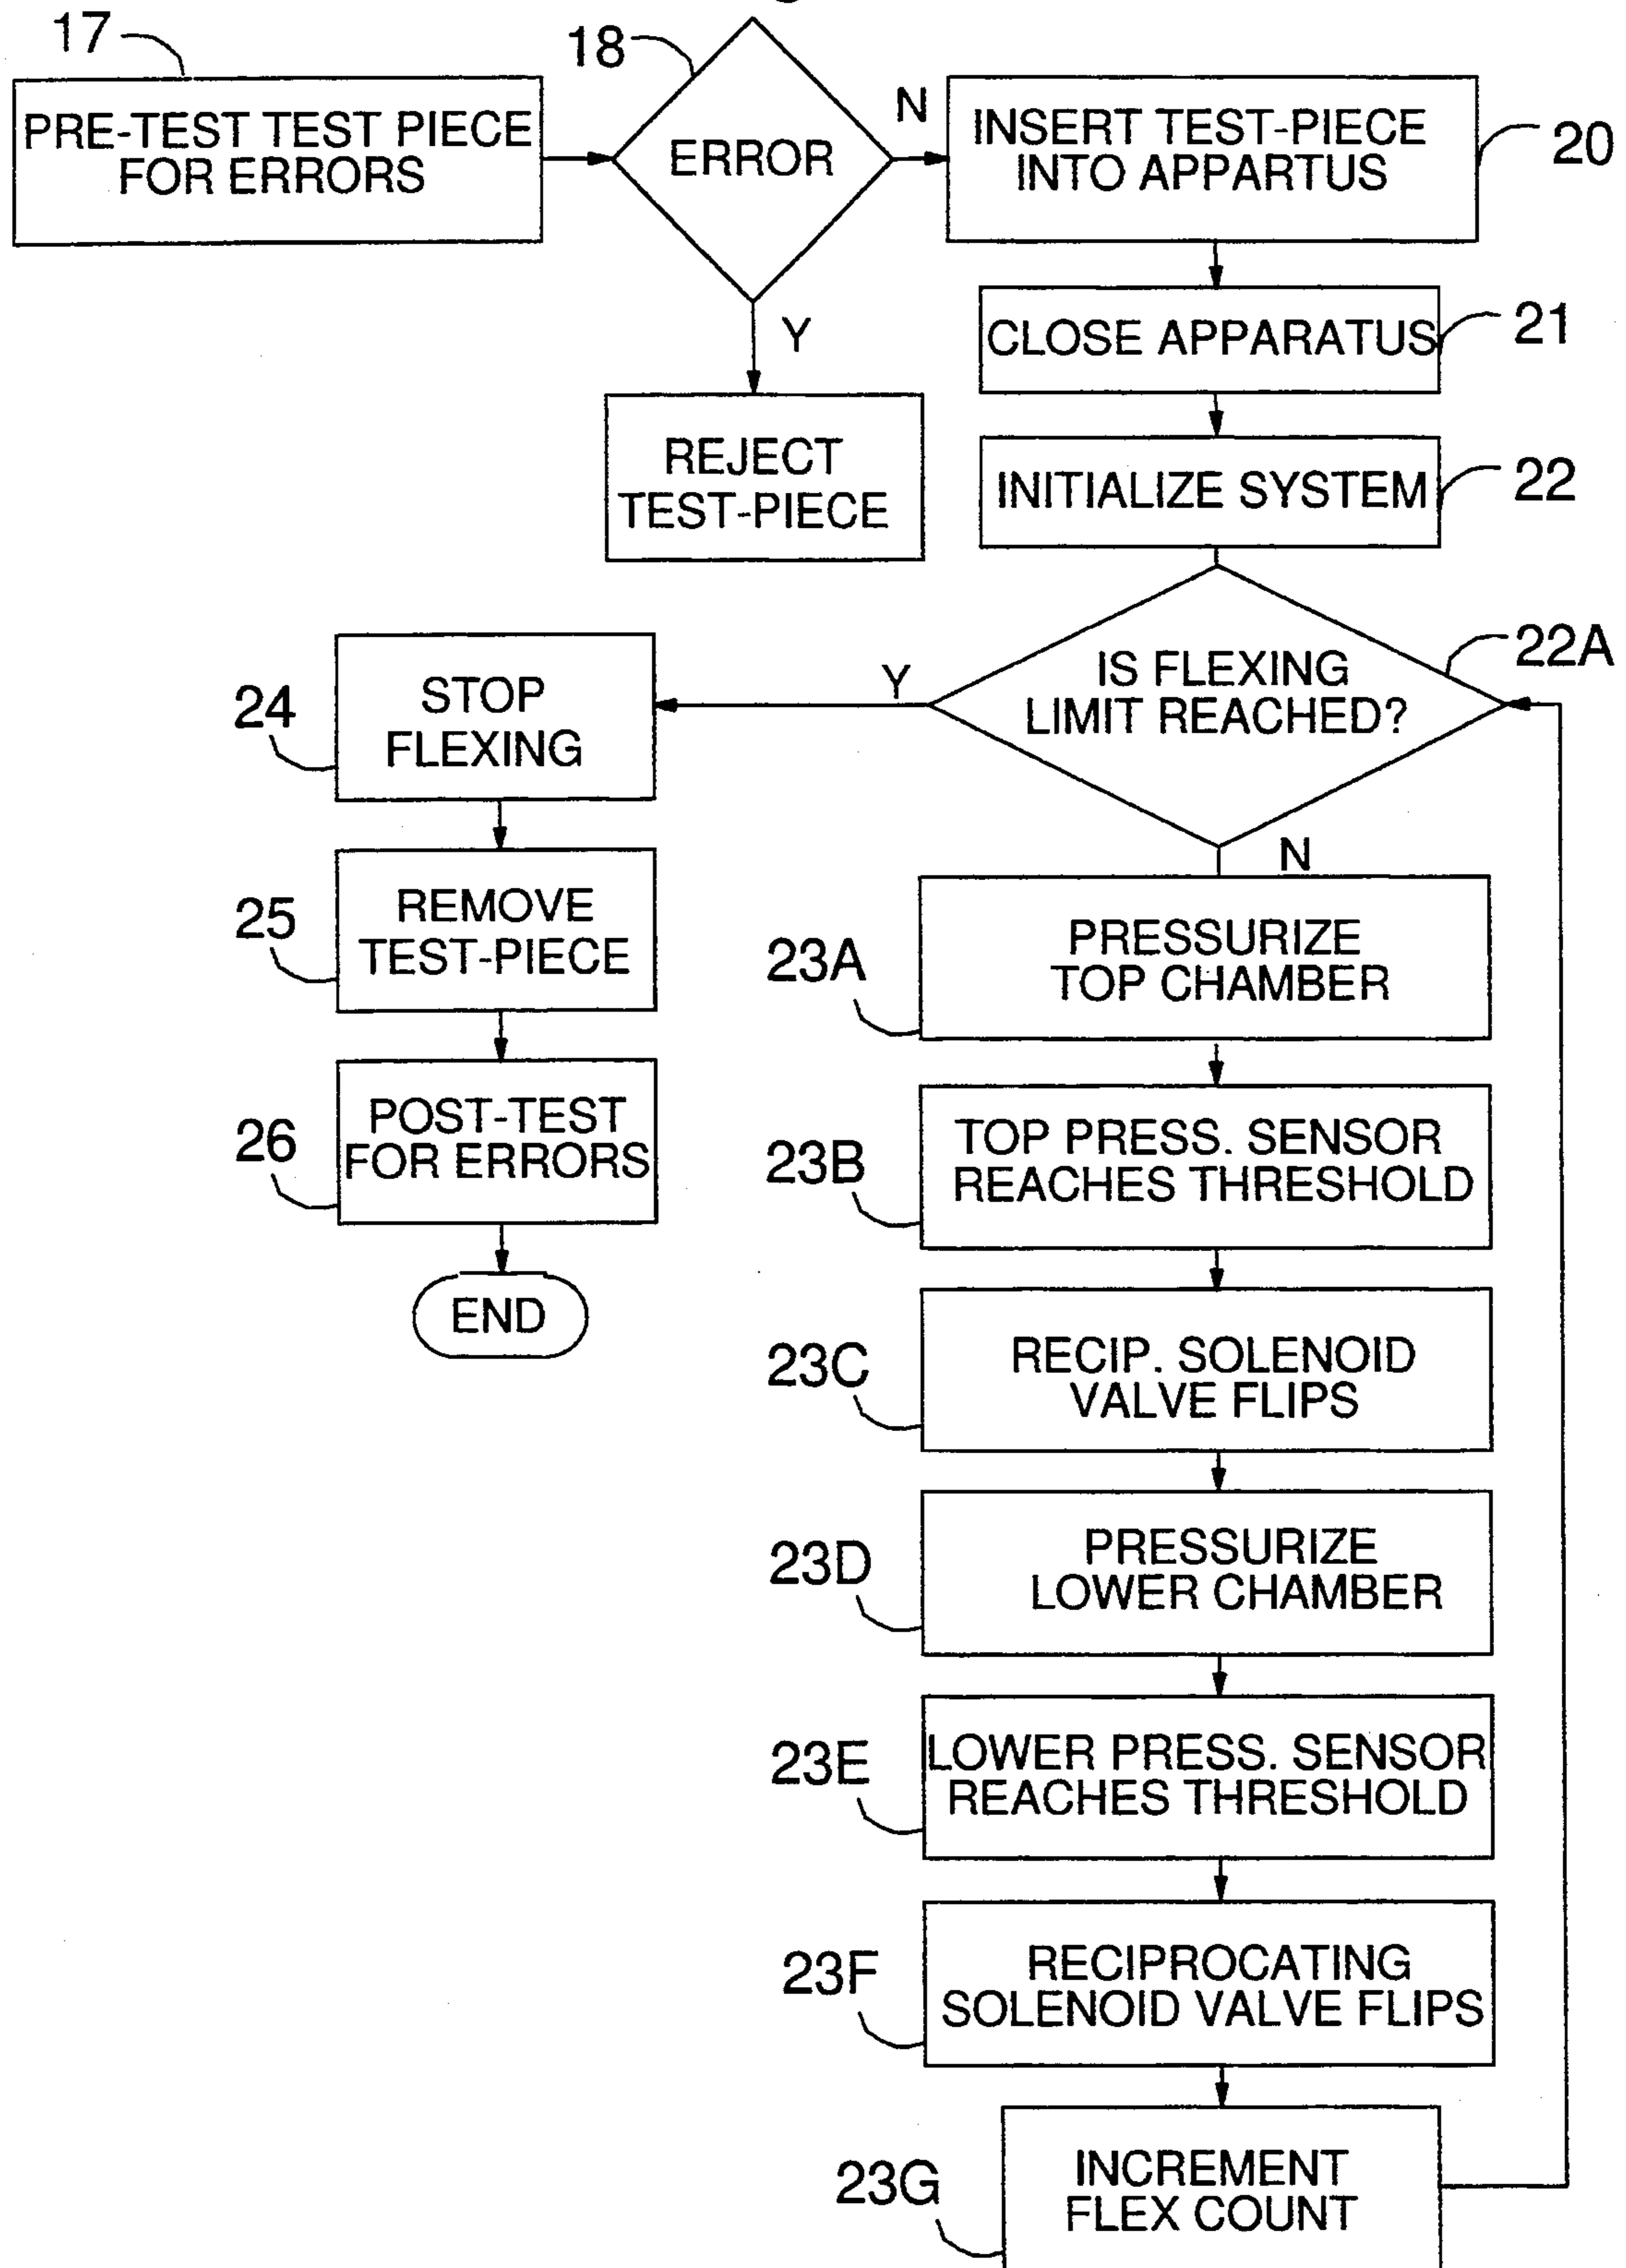 17
PRE-TEST TEST PIECE
FOR ERRORS
18
ERROR
N
Y
REJECT
TEST-PIECE
INSERT TEST-PIECE
INTO APPARTUS
20
CLOSE APPARATUS
21
INITIALIZE SYSTEM
22
IS FLEXING
LIMIT REACHED?
22A
Y
N
24
STOP
FLEXING
25
REMOVE
TEST-PIECE
26
POST-TEST
FOR ERRORS
END
23A
PRESSURIZE
TOP CHAMBER
23B
TOP PRESS. SENSOR
REACHES THRESHOLD
23C
RECIP. SOLENOID
VALVE FLIPS
23D
PRESSURIZE
LOWER CHAMBER
23E
LOWER PRESS. SENSOR
REACHES THRESHOLD
23F
RECIPROCATING
SOLENOID VALVE FLIPS
23G
INCREMENT
FLEX COUNT